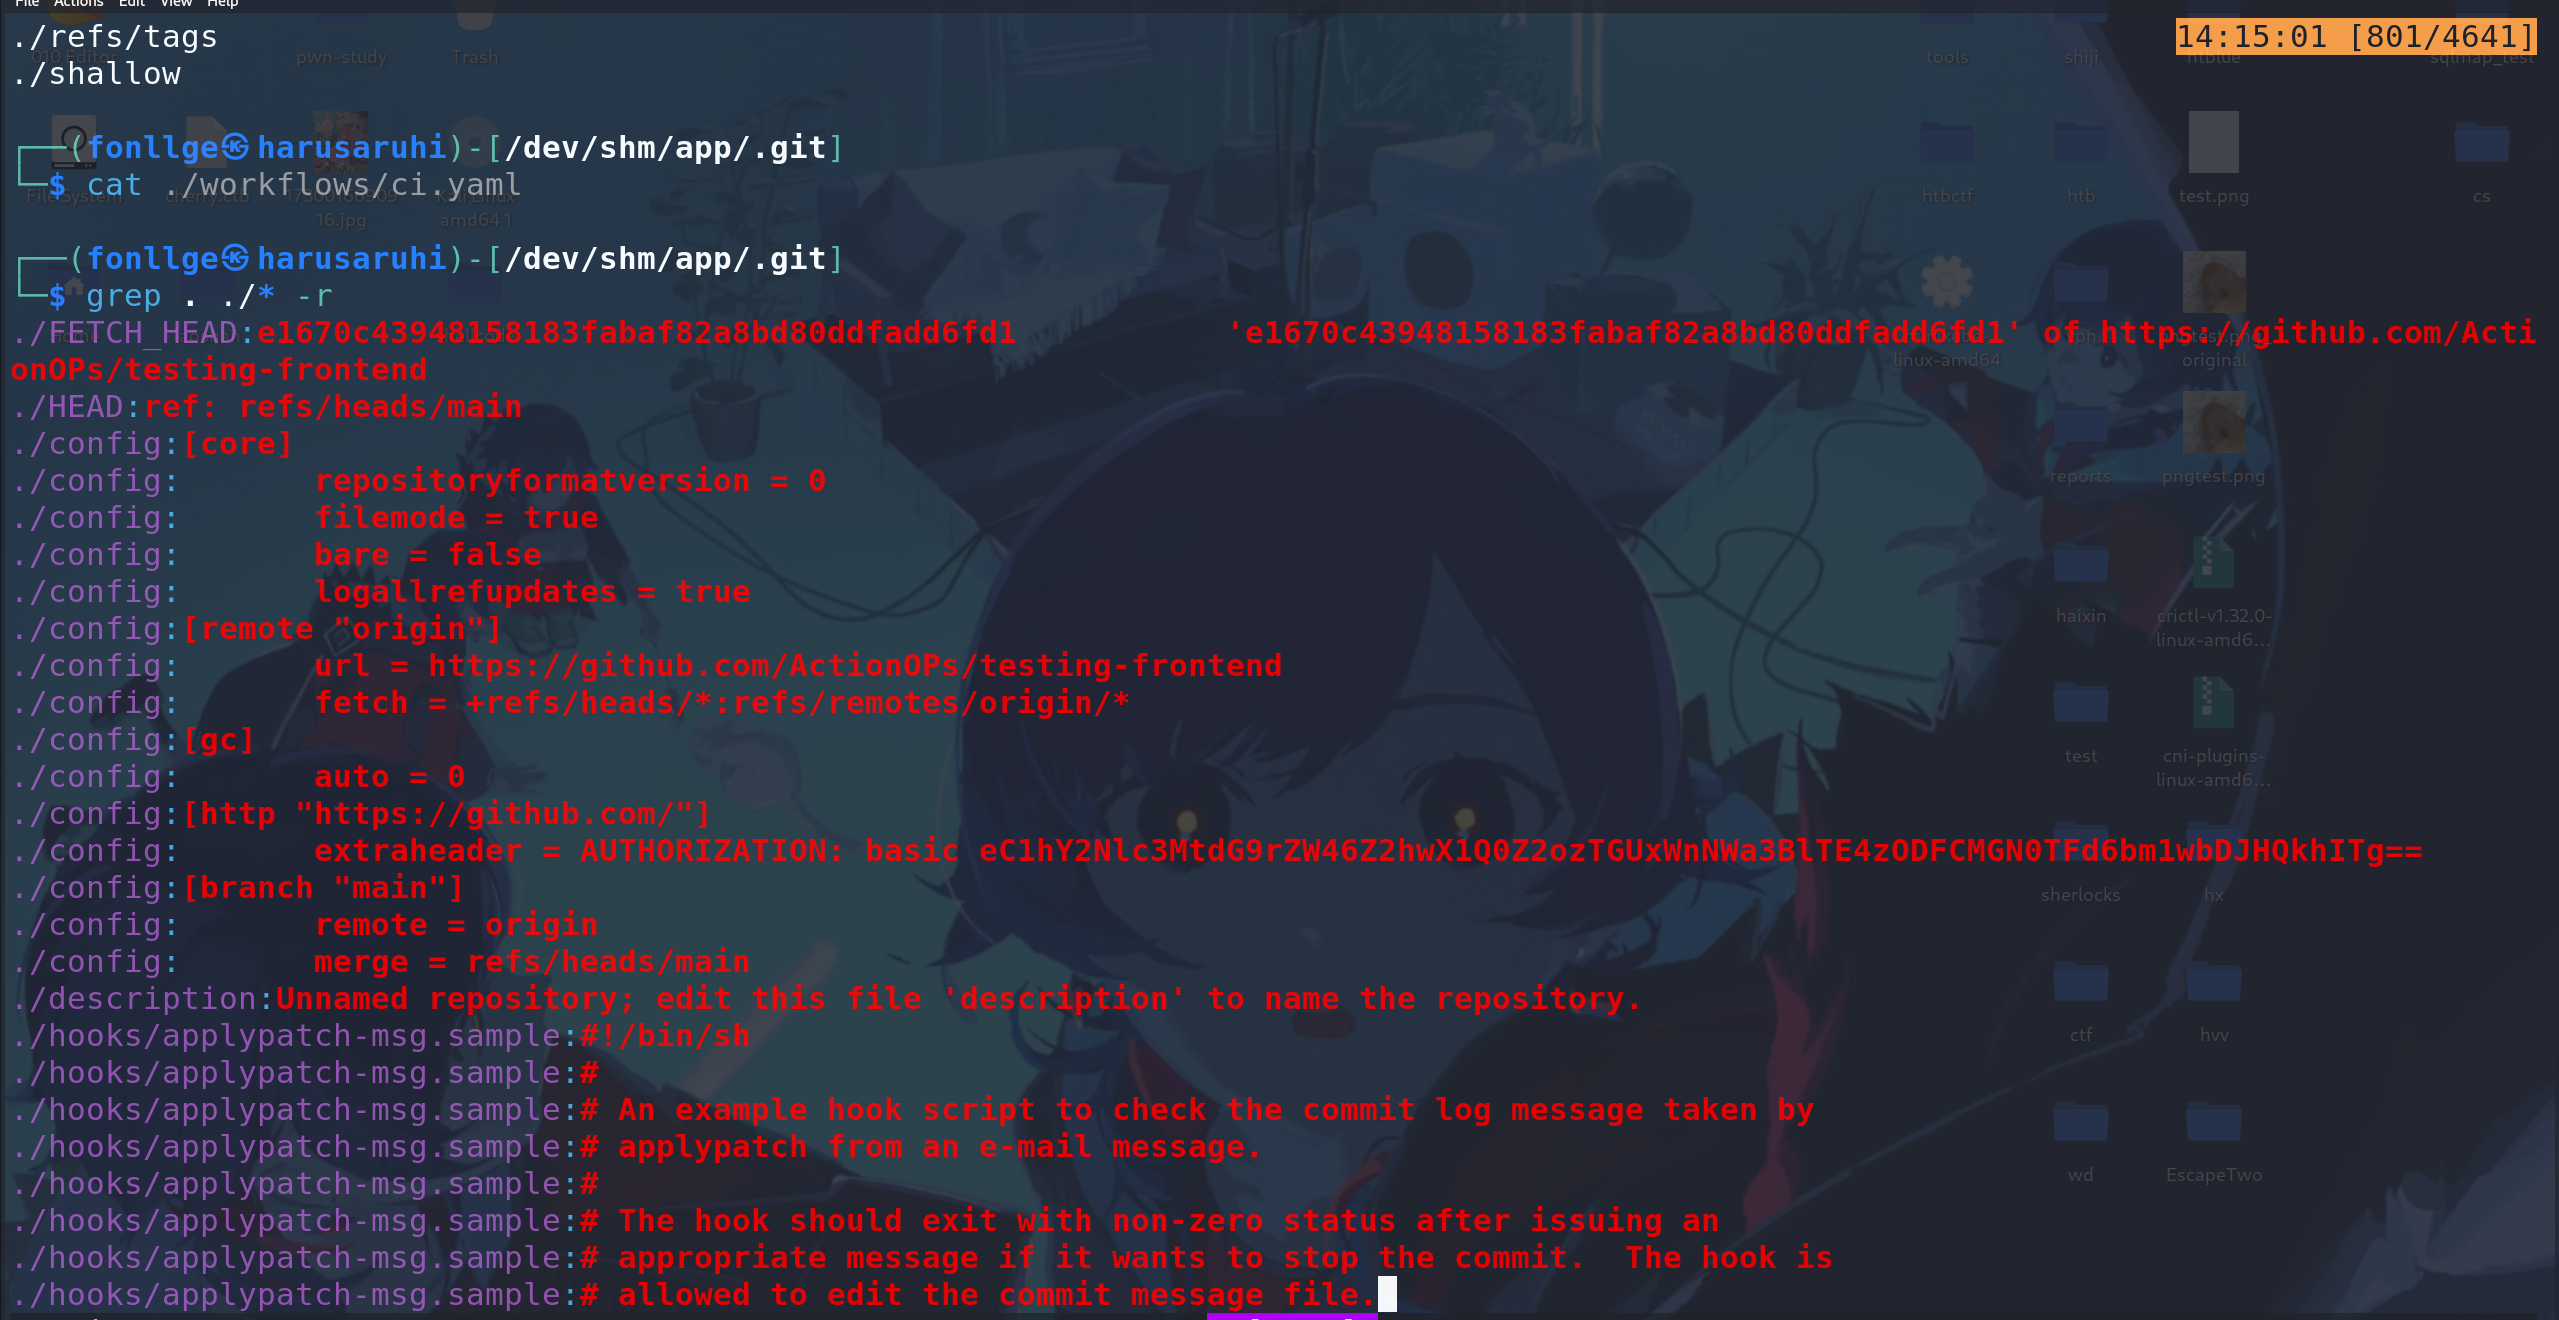 File Actions Edit View Help
./refs/tags
14:15:01 [801/4641]
./shallow
(fonllge㉿harusaruhi)-[/dev/shm/app/.git]
$ cat ./workflows/ci.yaml
(fonllge㉿harusaruhi)-[/dev/shm/app/.git]
$ grep . ./* -r
./FETCH_HEAD:e1670c43948158183fabaf82a8bd80ddfadd6fd1 'e1670c43948158183fabaf82a8bd80ddfadd6fd1' of https://github.com/Acti
onOPs/testing-frontend
./HEAD:ref: refs/heads/main
./config:[core]
./config: repositoryformatversion = 0
./config: filemode = true
./config: bare = false
./config: logallrefupdates = true
./config:[remote "origin"]
./config: url = https://github.com/ActionOPs/testing-frontend
./config: fetch = +refs/heads/*:refs/remotes/origin/*
./config:[gc]
./config: auto = 0
./config:[http "https://github.com/"]
./config: extraheader = AUTHORIZATION: basic eC1hY2Nlc3MtdG9rZW46Z2hwX1Q0Z2ozTGUxWnNWa3BlTE4zODFCMGN0TFd6bm1wbDJHQkhITg==
./config:[branch "main"]
./config: remote = origin
./config: merge = refs/heads/main
./description:Unnamed repository; edit this file 'description' to name the repository.
./hooks/applypatch-msg.sample:#!/bin/sh
./hooks/applypatch-msg.sample:#
./hooks/applypatch-msg.sample:# An example hook script to check the commit log message taken by
./hooks/applypatch-msg.sample:# applypatch from an e-mail message.
./hooks/applypatch-msg.sample:#
./hooks/applypatch-msg.sample:# The hook should exit with non-zero status after issuing an
./hooks/applypatch-msg.sample:# appropriate message if it wants to stop the commit. The hook is
./hooks/applypatch-msg.sample:# allowed to edit the commit message file.
010 Editor
pwn-study
Trash
tools
shiji
htblue
sqlmap_test
File System
cherry.ctb
16.jpg
Kali Linux
amd64 1
htbctf
htb
test.png
cs
linux-amd64
original
reports
pngtest.png
haixin
crictl-v1.32.0-
linux-amd6...
test
cni-plugins-
linux-amd6...
sherlocks
hx
ctf
hvv
wd
EscapeTwo